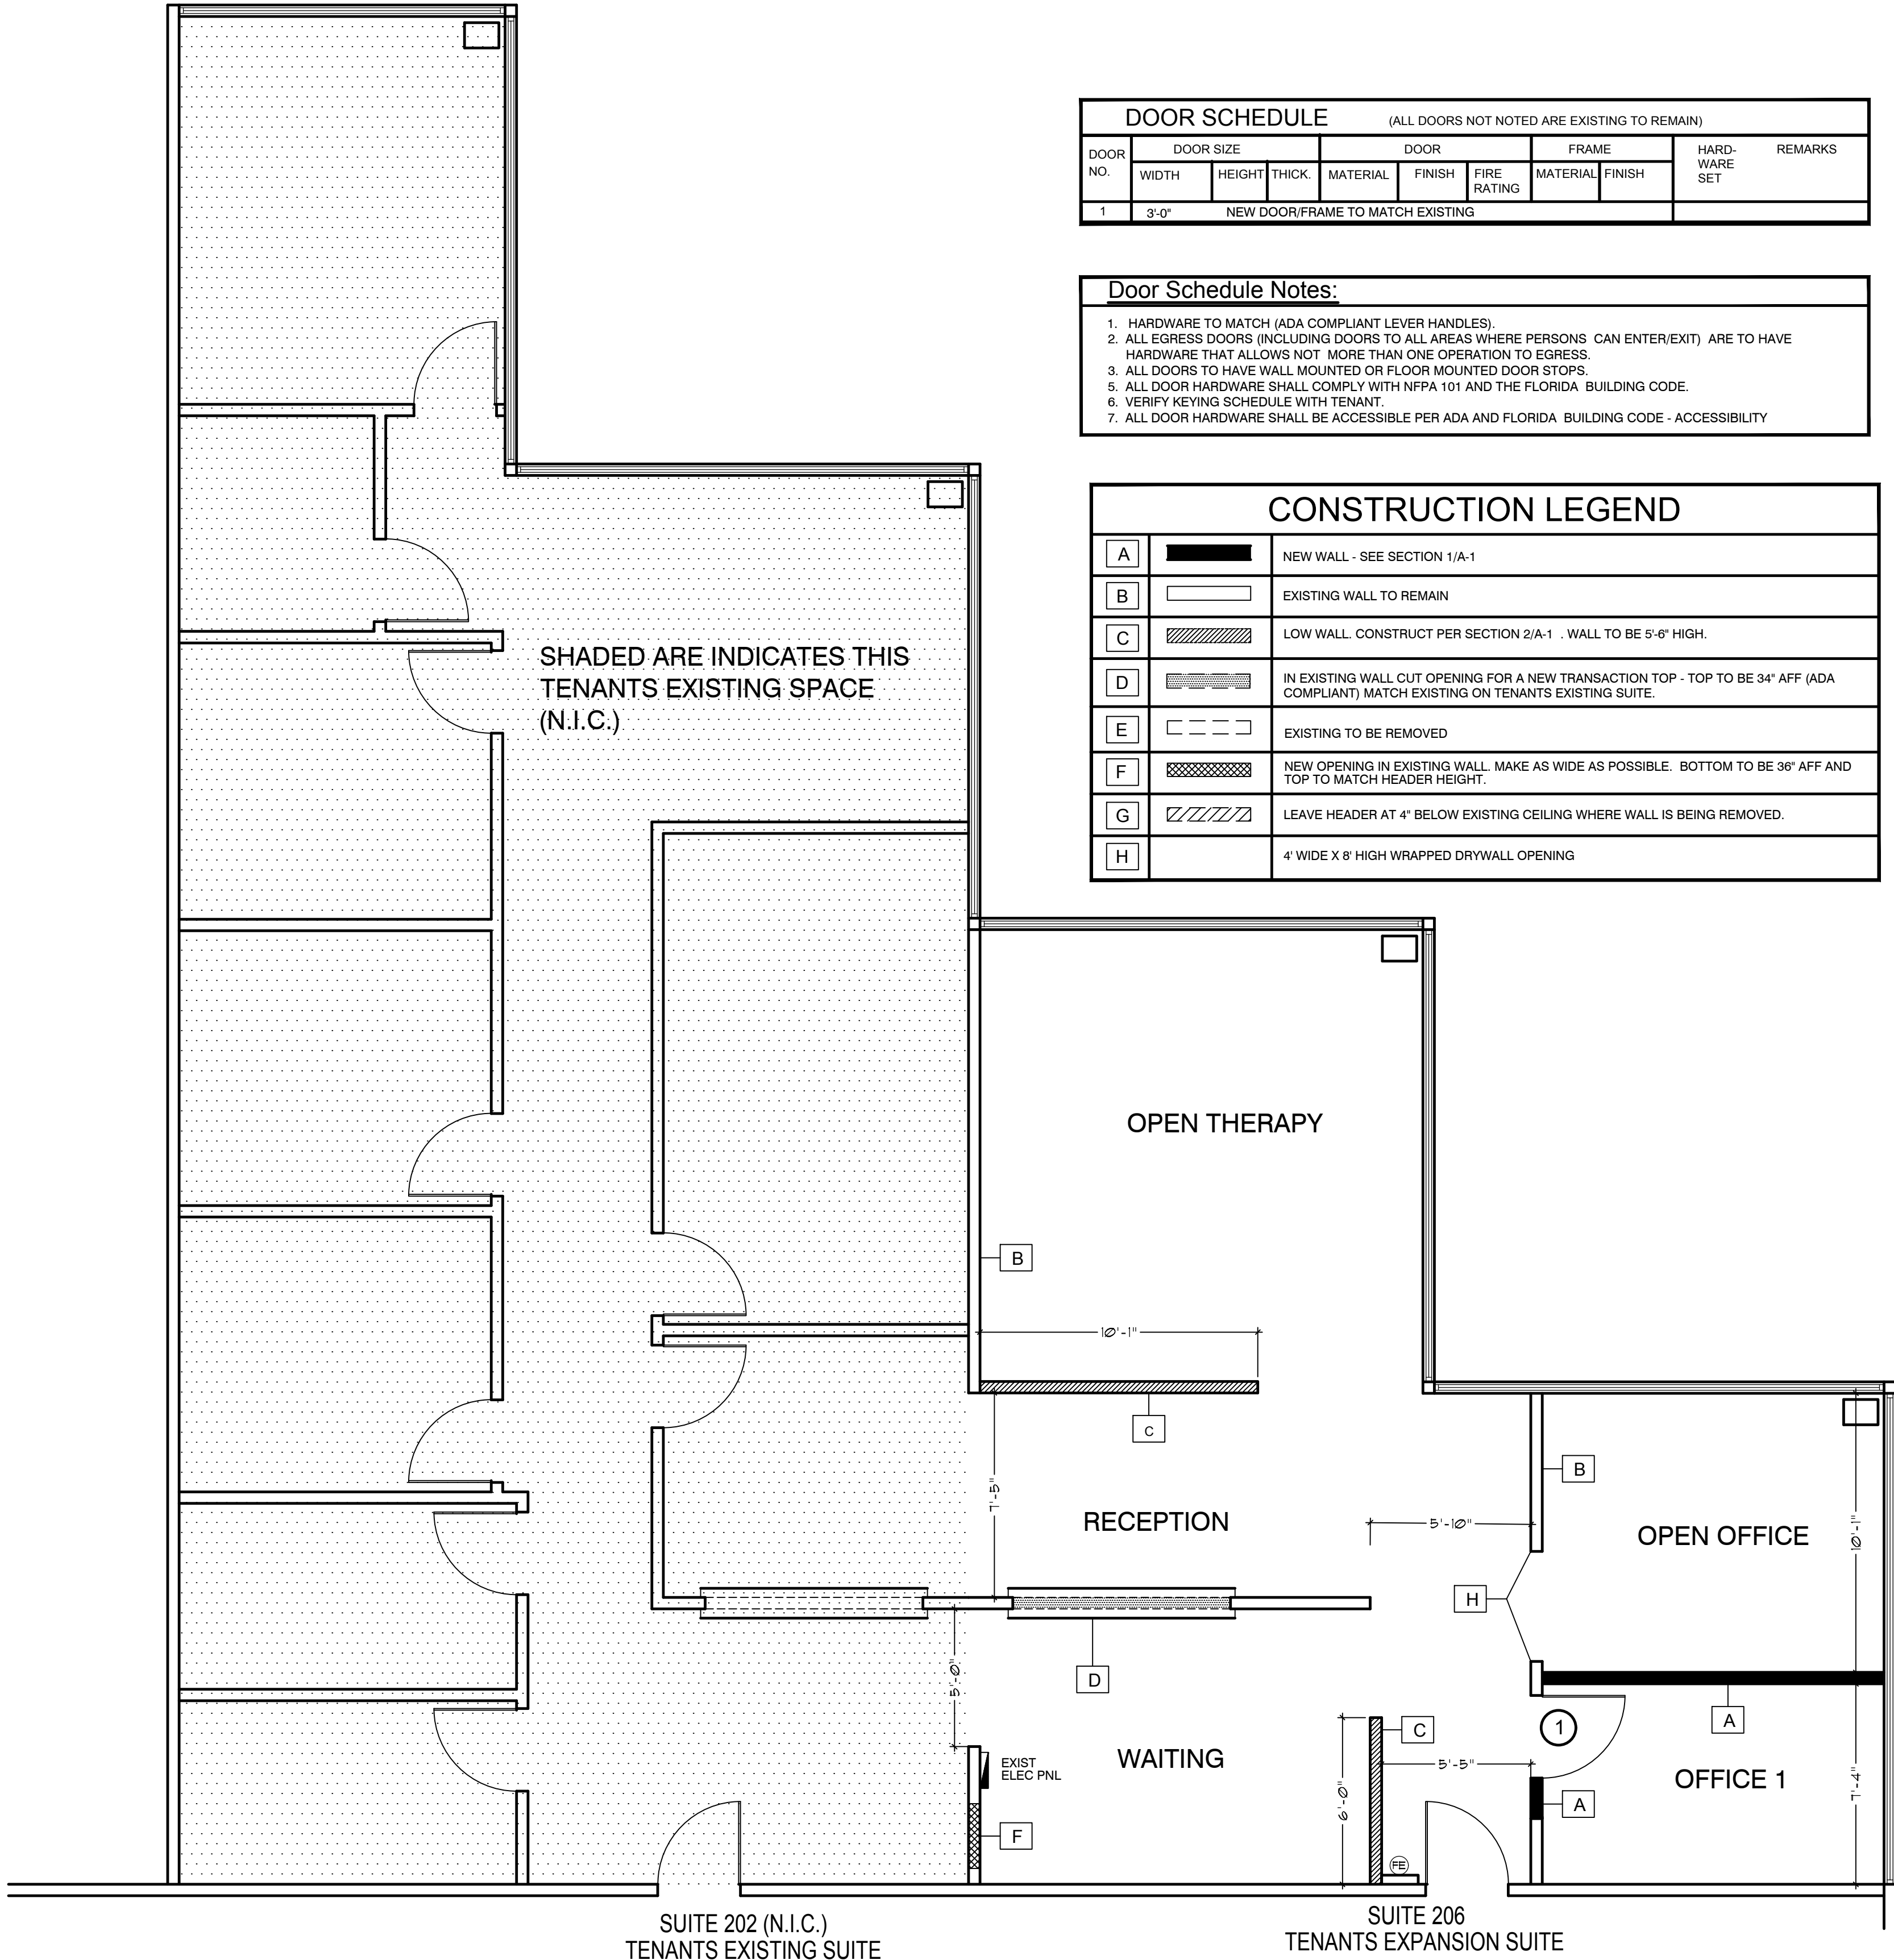 DOOR SCHEDULE (ALL DOORS NOT NOTED ARE EXISTING TO REMAIN)
DOOR NO.
DOOR SIZE
DOOR
FRAME
HARD-
WARE
SET
REMARKS
WIDTH
HEIGHT
THICK.
MATERIAL
FINISH
FIRE
RATING
MATERIAL
FINISH
1 3'-0" NEW DOOR/FRAME TO MATCH EXISTING
Door Schedule Notes:
1. HARDWARE TO MATCH (ADA COMPLIANT LEVER HANDLES).
2. ALL EGRESS DOORS (INCLUDING DOORS TO ALL AREAS WHERE PERSONS CAN ENTER/EXIT) ARE TO HAVE
HARDWARE THAT ALLOWS NOT MORE THAN ONE OPERATION TO EGRESS.
3. ALL DOORS TO HAVE WALL MOUNTED OR FLOOR MOUNTED DOOR STOPS.
5. ALL DOOR HARDWARE SHALL COMPLY WITH NFPA 101 AND THE FLORIDA BUILDING CODE.
6. VERIFY KEYING SCHEDULE WITH TENANT.
7. ALL DOOR HARDWARE SHALL BE ACCESSIBLE PER ADA AND FLORIDA BUILDING CODE - ACCESSIBILITY
CONSTRUCTION LEGEND
A NEW WALL - SEE SECTION 1/A-1
B EXISTING WALL TO REMAIN
C LOW WALL. CONSTRUCT PER SECTION 2/A-1 . WALL TO BE 5'-6" HIGH.
D IN EXISTING WALL CUT OPENING FOR A NEW TRANSACTION TOP - TOP TO BE 34" AFF (ADA
COMPLIANT) MATCH EXISTING ON TENANTS EXISTING SUITE.
E EXISTING TO BE REMOVED
F NEW OPENING IN EXISTING WALL. MAKE AS WIDE AS POSSIBLE. BOTTOM TO BE 36" AFF AND
TOP TO MATCH HEADER HEIGHT.
G LEAVE HEADER AT 4" BELOW EXISTING CEILING WHERE WALL IS BEING REMOVED.
H 4' WIDE X 8' HIGH WRAPPED DRYWALL OPENING
SHADED ARE INDICATES THIS
TENANTS EXISTING SPACE
(N.I.C.)
OPEN THERAPY
B
10'-1"
C
7'-5"
RECEPTION
5'-10"
B
OPEN OFFICE
10'-1"
H
D
5'-0"
A
C
1
WAITING
EXIST
ELEC PNL
5'-5"
OFFICE 1
7'-4"
6'-0"
A
F
FE
SUITE 202 (N.I.C.)
TENANTS EXISTING SUITE
SUITE 206
TENANTS EXPANSION SUITE